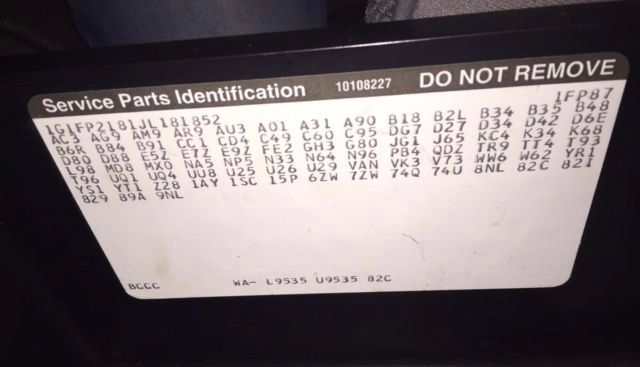 Service Parts Identification 10108227 DO NOT REMOVE
1G1FP2181JL181852 1FP87
AC3 AG9 AM9 AR9 AU3 A01 A31 A90 B18 B2L B34 B35 B48
B6R B84 B91 CC1 CD4 C49 C60 C95 DG7 D27 D34 D42 D6E
D80 D88 E5Z E7Z E9Z FE2 GH3 G80 JG1 J65 KC4 K34 K68
L98 MD8 MX0 NA5 NP5 N33 N64 N96 PB4 QDZ TR9 TT4 T93
T96 UQ1 UQ4 UU8 U25 U26 U29 VAN VK3 V73 WW6 W62 YR1
YS1 YT1 Z28 1AY 1SC 15P 6ZW 7ZW 74Q 74U 8NL 82C 82I
829 89A 9NL
BCCC WA- L9535 U9535 82C